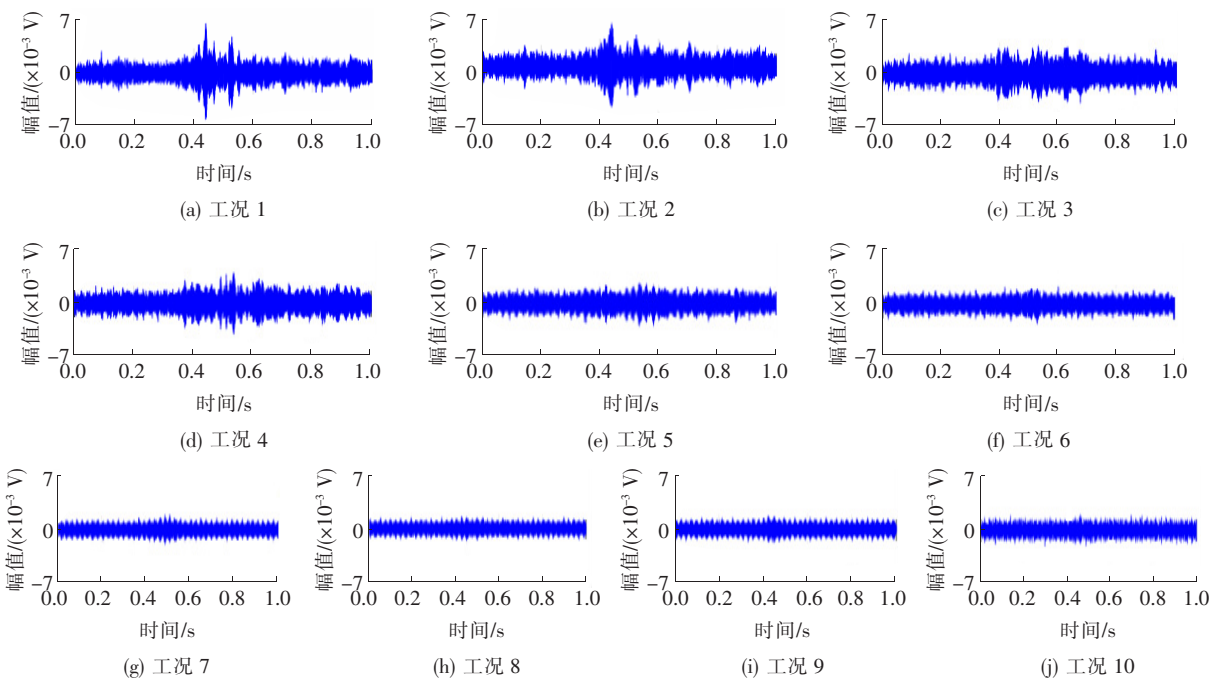 7 7 7
幅值/(×10⁻³ V) 幅值/(×10⁻³ V) 幅值/(×10⁻³ V)
0 0 0
−7 −7 −7
0.0 0.2 0.4 0.6 0.8 1.0 0.0 0.2 0.4 0.6 0.8 1.0 0.0 0.2 0.4 0.6 0.8 1.0
时间/s 时间/s 时间/s
(a) 工况 1 (b) 工况 2 (c) 工况 3
7 7 7
幅值/(×10⁻³ V) 幅值/(×10⁻³ V) 幅值/(×10⁻³ V)
0 0 0
−7 −7 −7
0.0 0.2 0.4 0.6 0.8 1.0 0.0 0.2 0.4 0.6 0.8 1.0 0.0 0.2 0.4 0.6 0.8 1.0
时间/s 时间/s 时间/s
(d) 工况 4 (e) 工况 5 (f) 工况 6
7 7 7 7
幅值/(×10⁻³ V) 幅值/(×10⁻³ V) 幅值/(×10⁻³ V) 幅值/(×10⁻³ V)
0 0 0 0
−7 −7 −7 −7
0.0 0.2 0.4 0.6 0.8 1.0 0.0 0.2 0.4 0.6 0.8 1.0 0.0 0.2 0.4 0.6 0.8 1.0 0.0 0.2 0.4 0.6 0.8 1.0
时间/s 时间/s 时间/s 时间/s
(g) 工况 7 (h) 工况 8 (i) 工况 9 (j) 工况 10